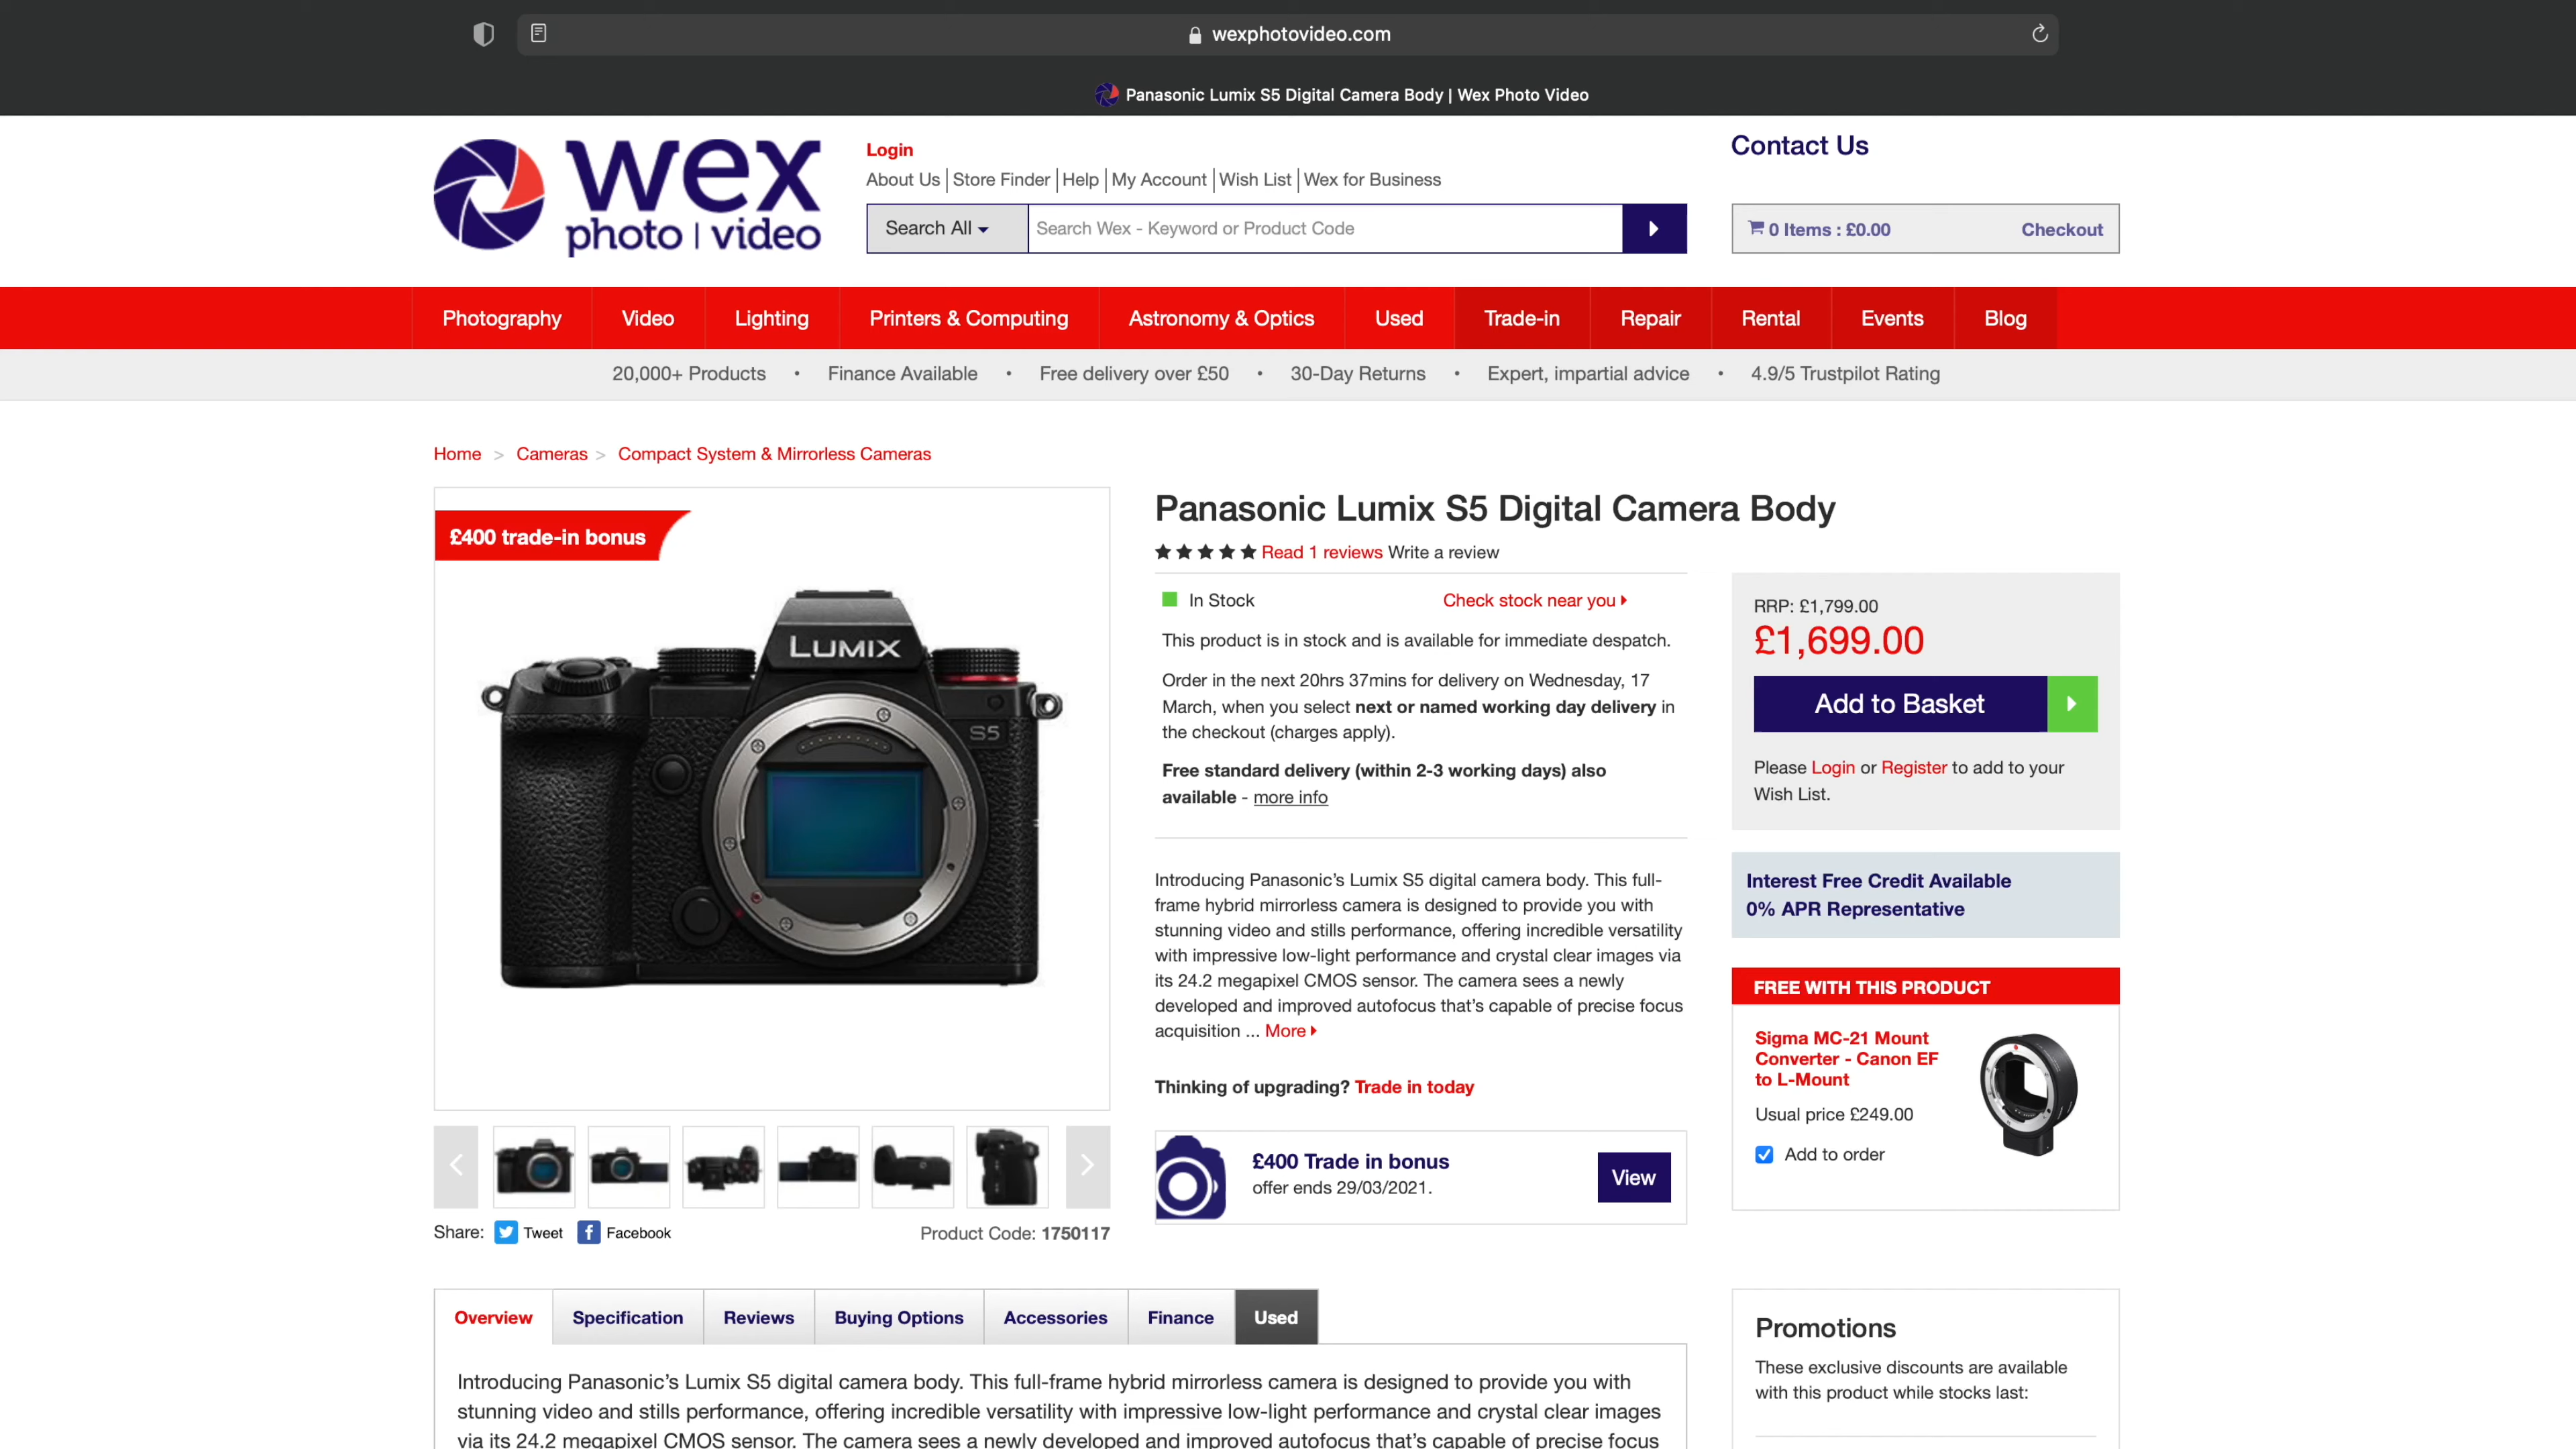 wexphotovideo.com
Panasonic Lumix S5 Digital Camera Body | Wex Photo Video
wex
photo | video
Login
About Us | Store Finder | Help | My Account | Wish List | Wex for Business
Search All
Search Wex - Keyword or Product Code
Contact Us
0 Items : £0.00
Checkout
Photography
Video
Lighting
Printers & Computing
Astronomy & Optics
Used
Trade-in
Repair
Rental
Events
Blog
20,000+ Products • Finance Available • Free delivery over £50 • 30-Day Returns • Expert, impartial advice • 4.9/5 Trustpilot Rating
Home > Cameras > Compact System & Mirrorless Cameras
£400 trade-in bonus
LUMIX
S5
Share: Tweet Facebook
Product Code: 1750117
Panasonic Lumix S5 Digital Camera Body
Read 1 reviews Write a review
In Stock
Check stock near you
This product is in stock and is available for immediate despatch.
Order in the next 20hrs 37mins for delivery on Wednesday, 17
March, when you select next or named working day delivery in
the checkout (charges apply).
Free standard delivery (within 2-3 working days) also
available - more info
Introducing Panasonic’s Lumix S5 digital camera body. This full-
frame hybrid mirrorless camera is designed to provide you with
stunning video and stills performance, offering incredible versatility
with impressive low-light performance and crystal clear images via
its 24.2 megapixel CMOS sensor. The camera sees a newly
developed and improved autofocus that’s capable of precise focus
acquisition ... More
Thinking of upgrading? Trade in today
£400 Trade in bonus
offer ends 29/03/2021.
View
RRP: £1,799.00
£1,699.00
Add to Basket
Please Login or Register to add to your
Wish List.
Interest Free Credit Available
0% APR Representative
FREE WITH THIS PRODUCT
Sigma MC-21 Mount
Converter - Canon EF
to L-Mount
Usual price £249.00
Add to order
Overview
Specification
Reviews
Buying Options
Accessories
Finance
Used
Introducing Panasonic’s Lumix S5 digital camera body. This full-frame hybrid mirrorless camera is designed to provide you with
stunning video and stills performance, offering incredible versatility with impressive low-light performance and crystal clear images
via its 24.2 megapixel CMOS sensor. The camera sees a newly developed and improved autofocus that’s capable of precise focus
Promotions
These exclusive discounts are available
with this product while stocks last: